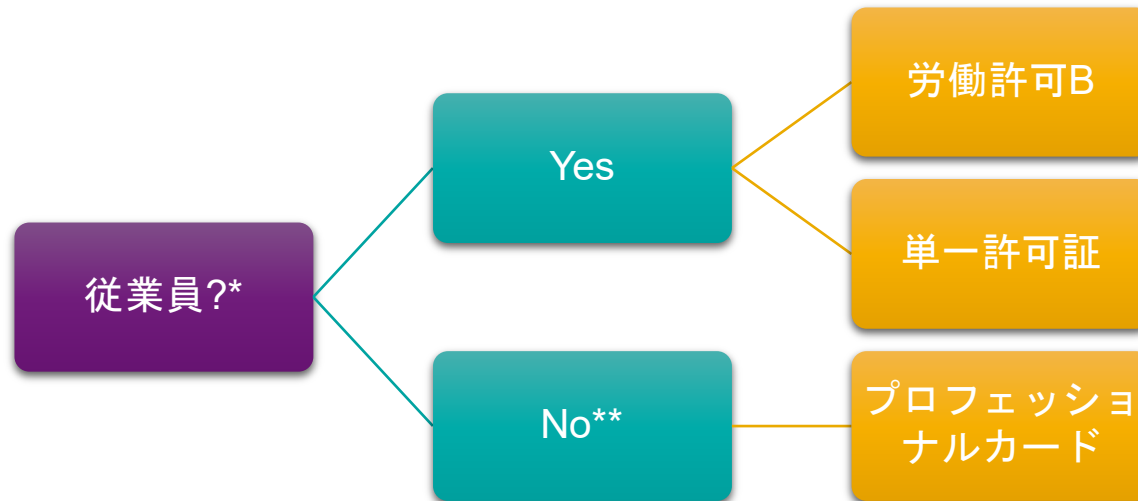 労働許可B
Yes
単一許可証
従業員?*
No**
プロフェッショ
ナルカード